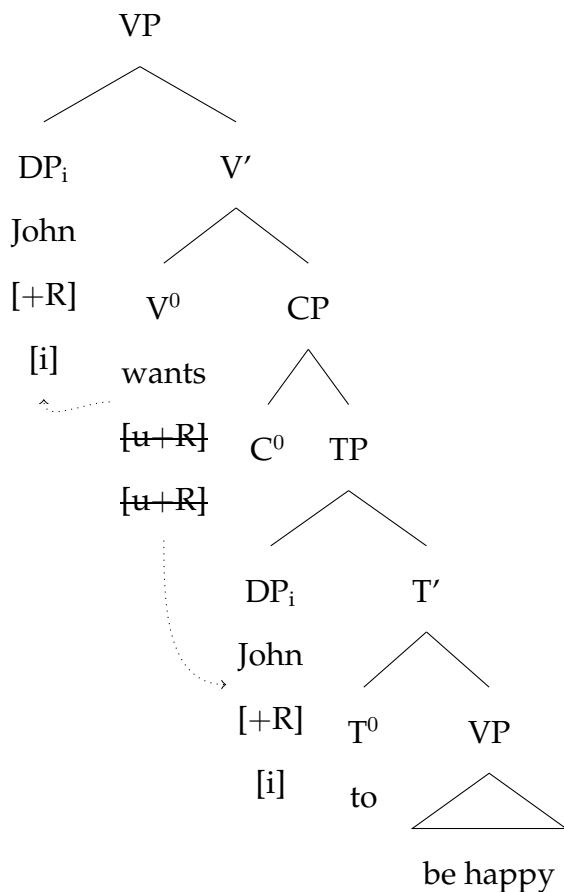 VP
DPᵢ V’
John
[+R] V⁰ CP
[i] wants
[u+R] C⁰ TP
[u+R]
DPᵢ T’
John
[+R] T⁰ VP
[i] to
be happy